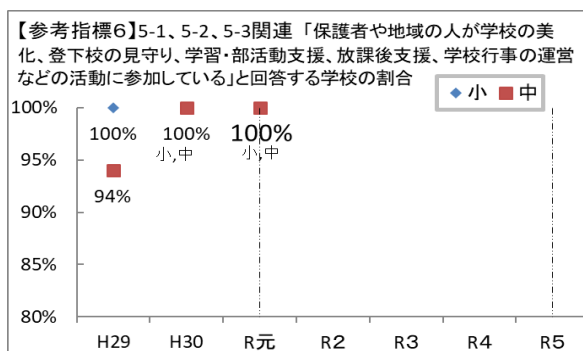 【参考指標6】5-1、5-2、5-3関連 「保護者や地域の人が学校の美
化、登下校の見守り、学習・部活動支援、放課後支援、学校行事の運営
などの活動に参加している」と回答する学校の割合
小 中
100%
100% 100% 100%
小,中 小,中
95%
94%
90%
85%
80%
H29 H30 R元 R2 R3 R4 R5